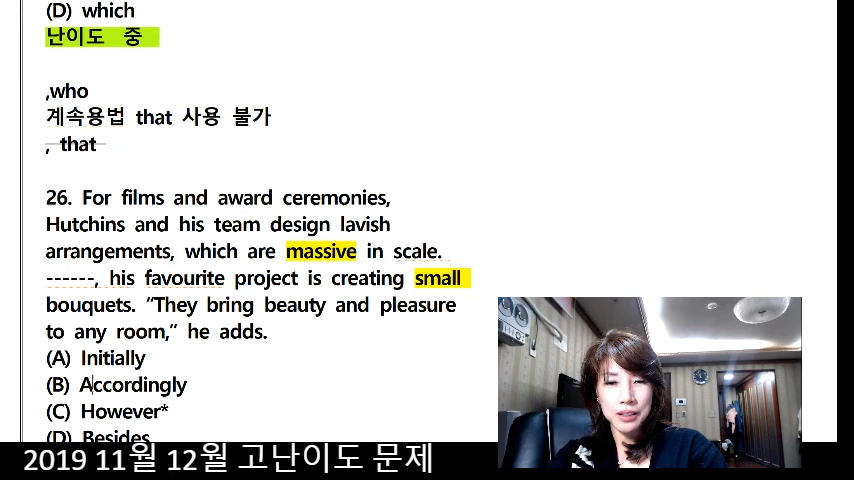 (D) which
난이도 중
,who
계속용법 that 사용 불가
, that
26. For films and award ceremonies,
Hutchins and his team design lavish
arrangements, which are massive in scale.
------, his favourite project is creating small
bouquets. “They bring beauty and pleasure
to any room,” he adds.
(A) Initially
(B) Accordingly
(C) However*
(D) Besides
2019 11월 12월 고난이도 문제